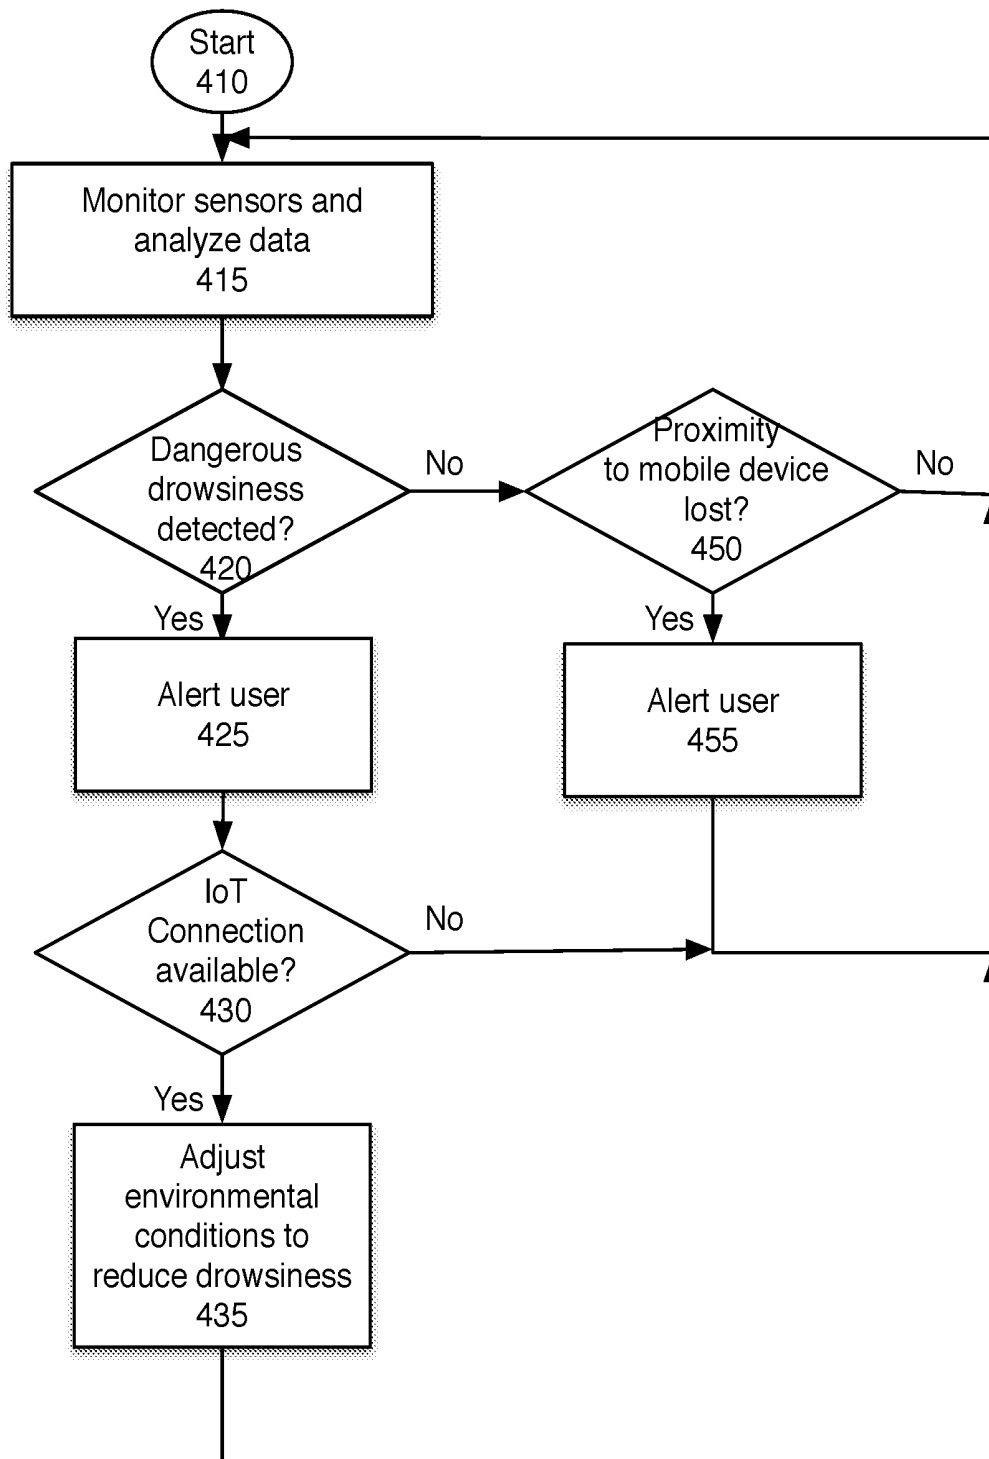 Start
410
Monitor sensors and
analyze data
415
Dangerous
drowsiness
detected?
420
No
Proximity
to mobile device
lost?
450
No
Yes
Alert user
425
Yes
Alert user
455
IoT
Connection
available?
430
No
Yes
Adjust
environmental
conditions to
reduce drowsiness
435